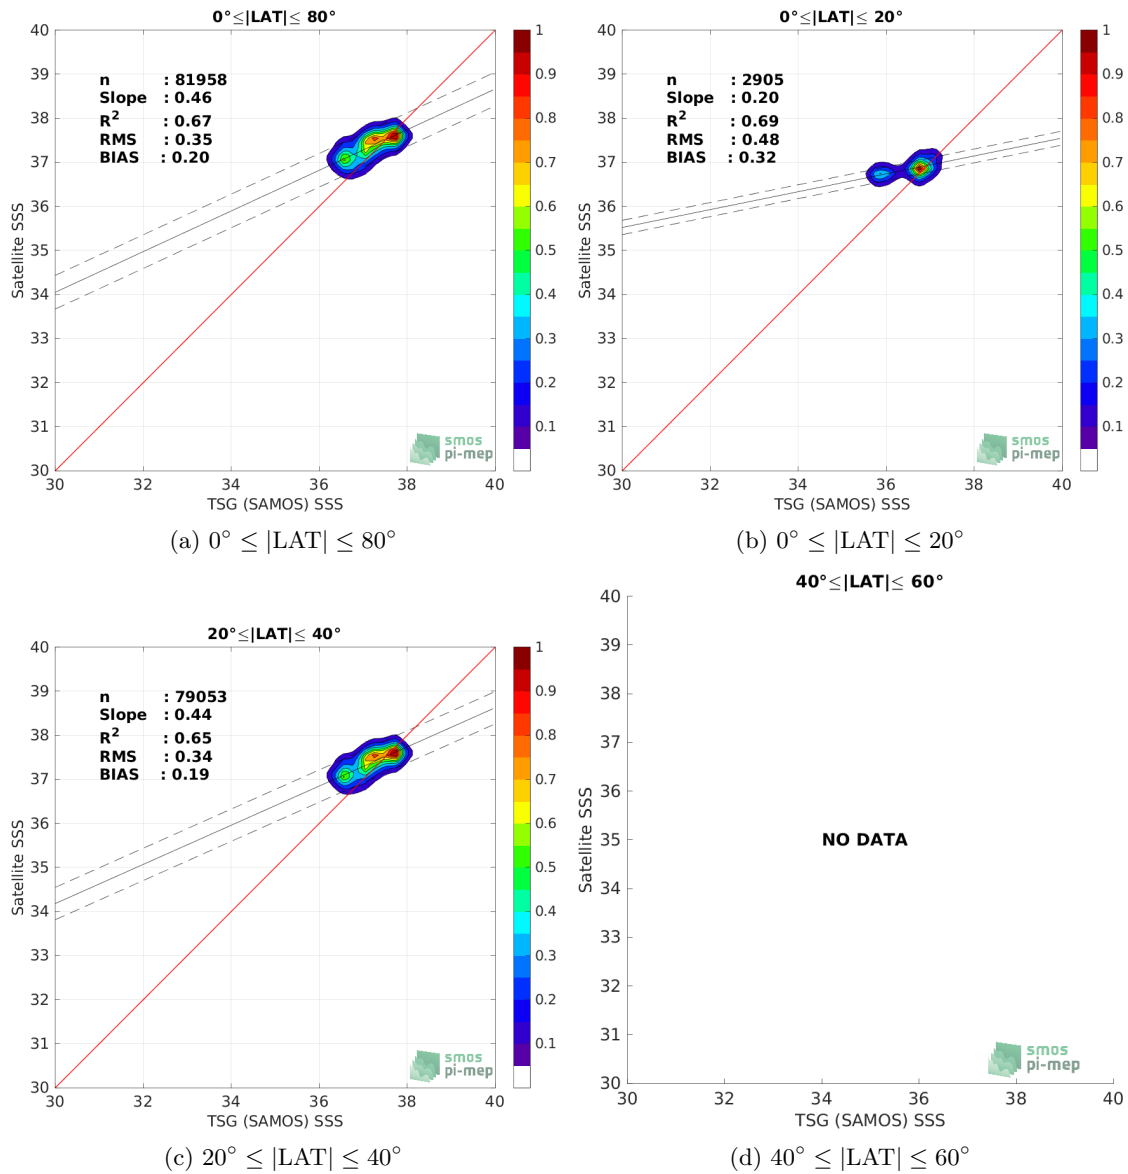 0°≤|LAT|≤ 80°
40
39
38
37
36
35
34
33
32
31
30
Satellite SSS
n : 81958
Slope : 0.46
R² : 0.67
RMS : 0.35
BIAS : 0.20
smos
pi-mep
30 32 34 36 38 40
TSG (SAMOS) SSS
1
0.9
0.8
0.7
0.6
0.5
0.4
0.3
0.2
0.1
(a) 0° ≤ |LAT| ≤ 80°
0°≤|LAT|≤ 20°
40
39
38
37
36
35
34
33
32
31
30
Satellite SSS
n : 2905
Slope : 0.20
R² : 0.69
RMS : 0.48
BIAS : 0.32
smos
pi-mep
30 32 34 36 38 40
TSG (SAMOS) SSS
1
0.9
0.8
0.7
0.6
0.5
0.4
0.3
0.2
0.1
(b) 0° ≤ |LAT| ≤ 20°
20°≤|LAT|≤ 40°
40
39
38
37
36
35
34
33
32
31
30
Satellite SSS
n : 79053
Slope : 0.44
R² : 0.65
RMS : 0.34
BIAS : 0.19
smos
pi-mep
30 32 34 36 38 40
TSG (SAMOS) SSS
1
0.9
0.8
0.7
0.6
0.5
0.4
0.3
0.2
0.1
(c) 20° ≤ |LAT| ≤ 40°
40°≤|LAT|≤ 60°
40
39
38
37
36
35
34
33
32
31
30
Satellite SSS
NO DATA
smos
pi-mep
30 32 34 36 38 40
TSG (SAMOS) SSS
(d) 40° ≤ |LAT| ≤ 60°